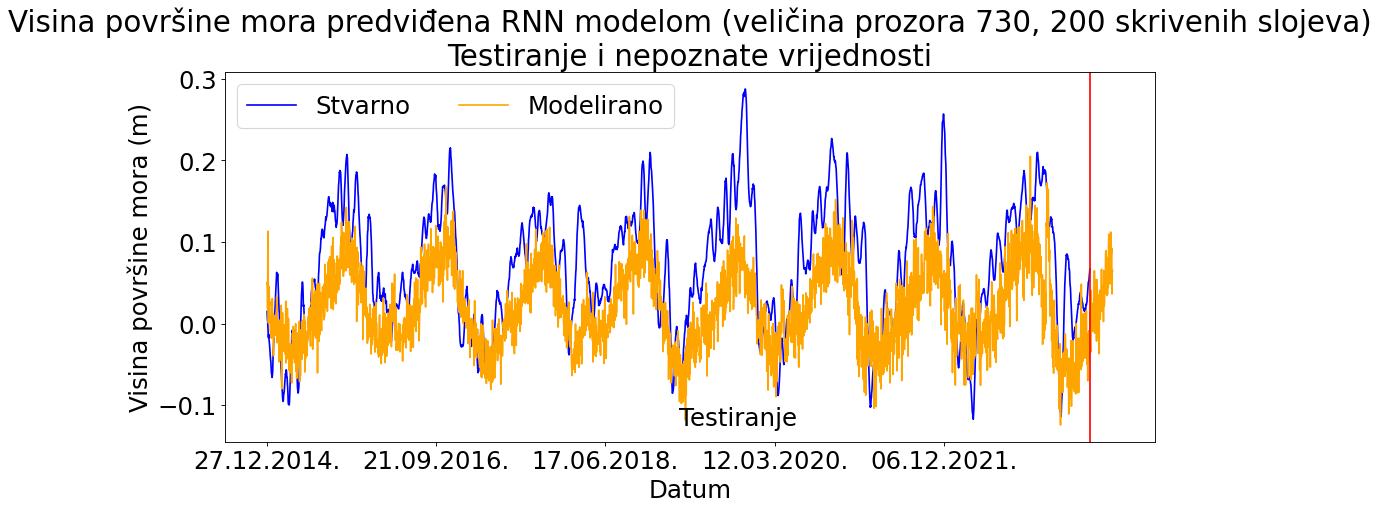 Visina površine mora predviđena RNN modelom (veličina prozora 730, 200 skrivenih slojeva)
Testiranje i nepoznate vrijednosti
Stvarno Modelirano
Visina površine mora (m)
0.3
0.2
0.1
0.0
−0.1
Testiranje
27.12.2014. 21.09.2016. 17.06.2018. 12.03.2020. 06.12.2021.
Datum